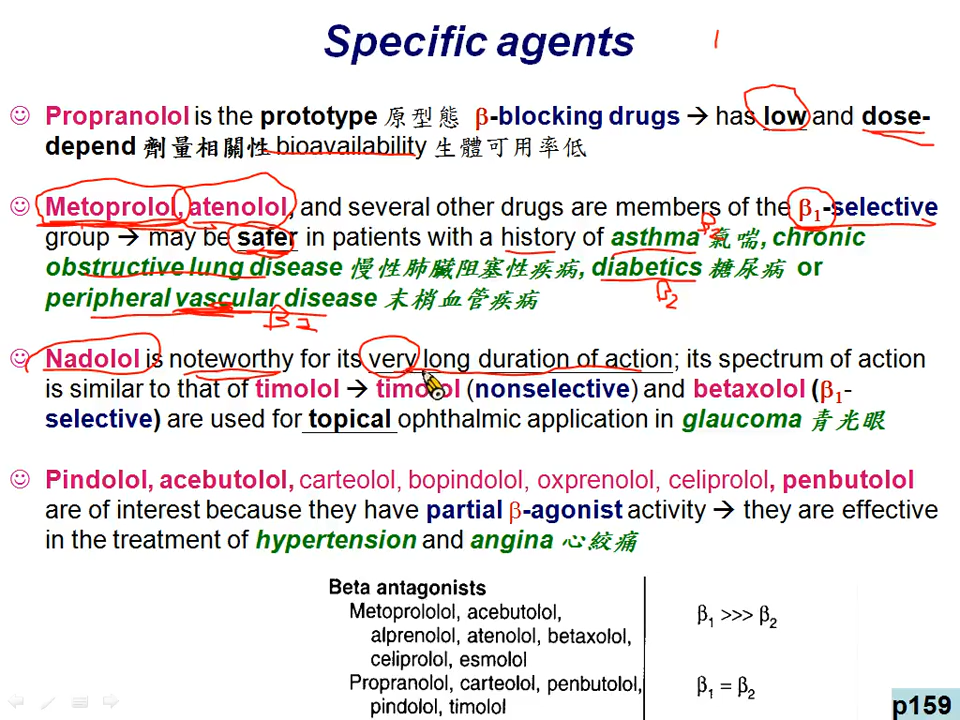 Specific agents
Propranolol is the prototype 原型態 β-blocking drugs → has low and dose-
depend 劑量相關性 bioavailability 生體可用率低
Metoprolol, atenolol, and several other drugs are members of the β1-selective
group → may be safer in patients with a history of asthma 氣喘, chronic
obstructive lung disease 慢性肺臟阻塞性疾病, diabetics 糖尿病 or
peripheral vascular disease 末梢血管疾病
B2
B2
Nadolol is noteworthy for its very long duration of action; its spectrum of action
is similar to that of timolol → timolol (nonselective) and betaxolol (β1-
selective) are used for topical ophthalmic application in glaucoma 青光眼
Pindolol, acebutolol, carteolol, bopindolol, oxprenolol, celiprolol, penbutolol
are of interest because they have partial β-agonist activity → they are effective
in the treatment of hypertension and angina 心絞痛
Beta antagonists
Metoprololol, acebutolol,
alprenolol, atenolol, betaxolol,
celiprolol, esmolol
β1 >>> β2
Propranolol, carteolol, penbutolol,
pindolol, timolol
β1 = β2
p159